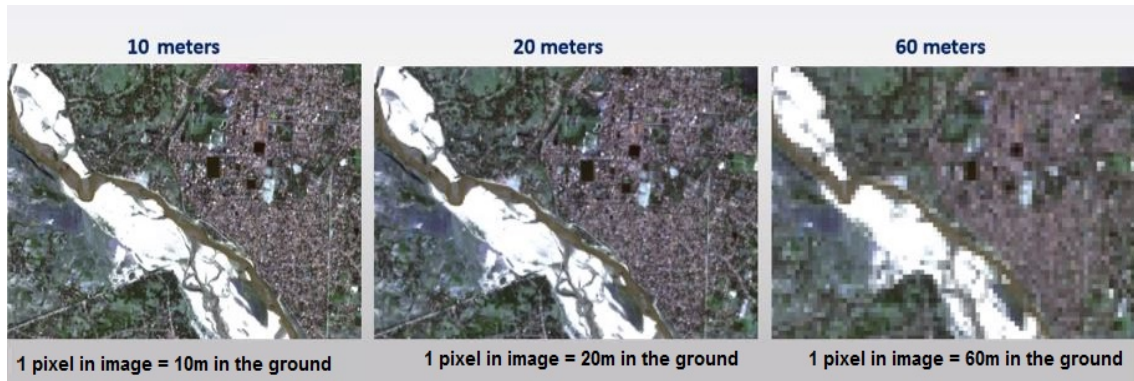 10 meters
20 meters
60 meters
1 pixel in image = 10m in the ground
1 pixel in image = 20m in the ground
1 pixel in image = 60m in the ground